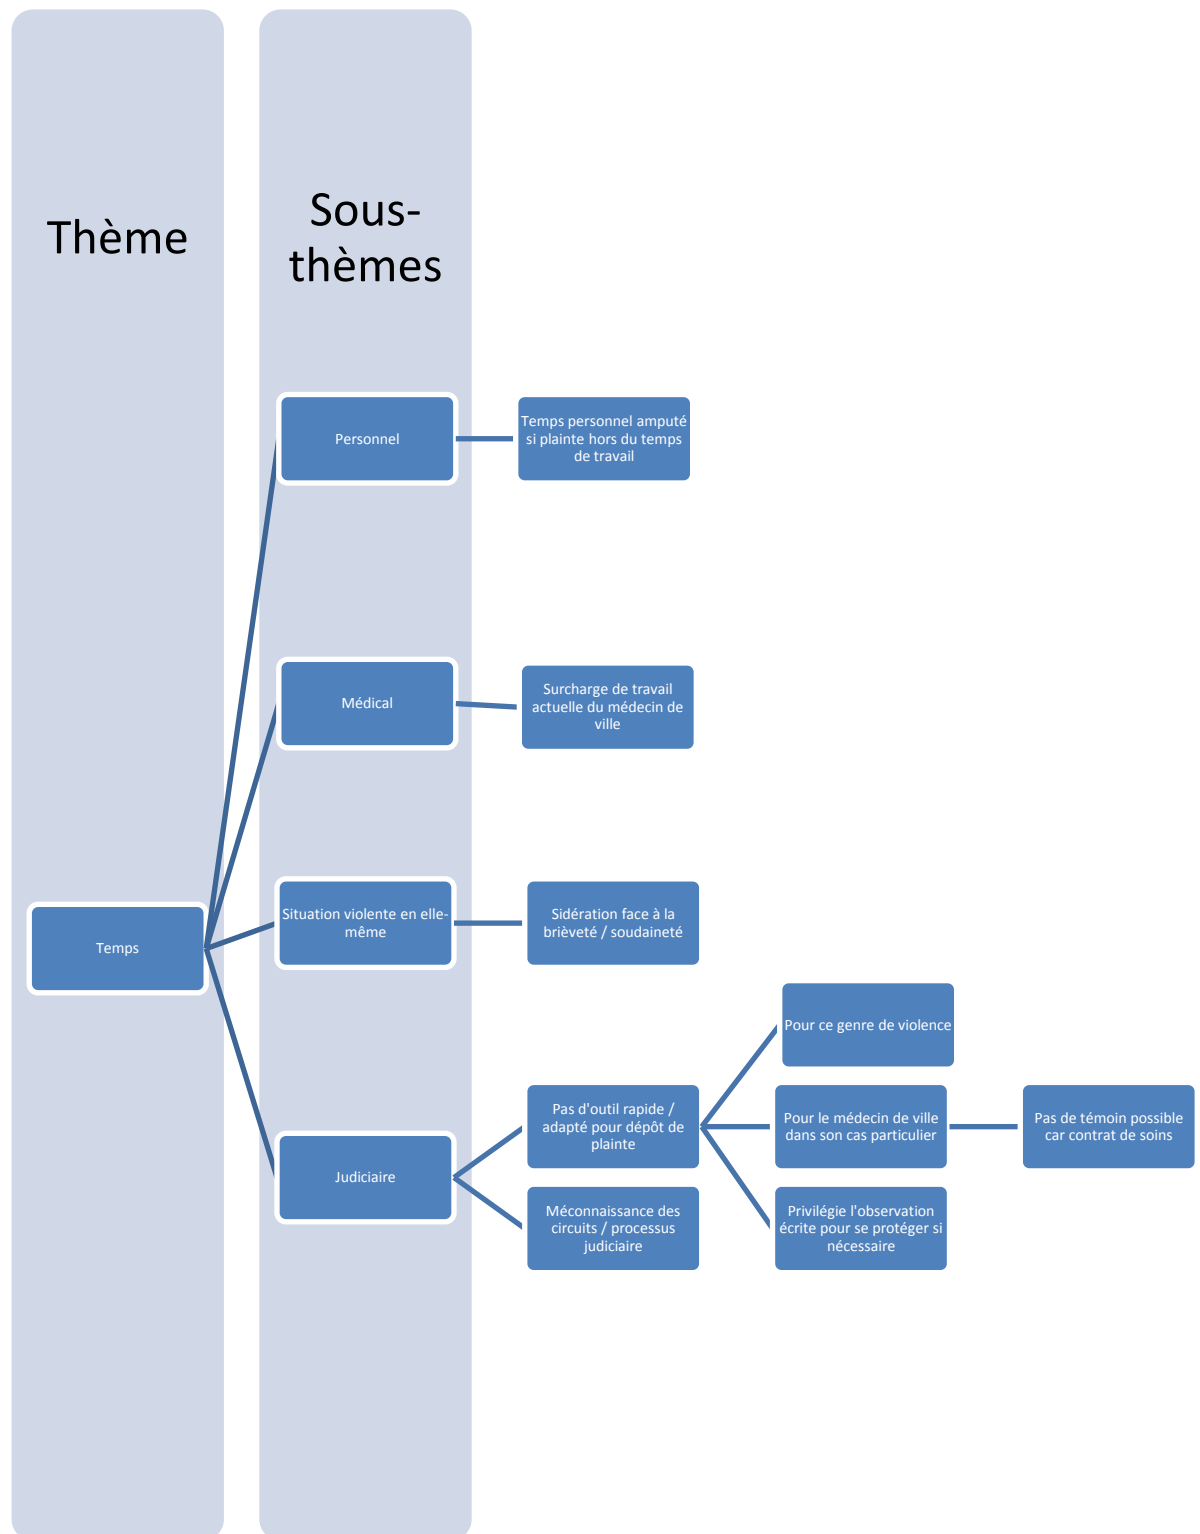 Thème
Sous-
thèmes
Personnel
Temps personnel amputé
si plainte hors du temps
de travail
Médical
Surcharge de travail
actuelle du médecin de
ville
Temps
Situation violente en elle-
même
Sidération face à la
brièveté / soudaineté
Judiciaire
Pas d'outil rapide /
adapté pour dépôt de
plainte
Pour ce genre de violence
Pour le médecin de ville
dans son cas particulier
Pas de témoin possible
car contrat de soins
Privilégie l'observation
écrite pour se protéger si
nécessaire
Méconnaissance des
circuits / processus
judiciaire